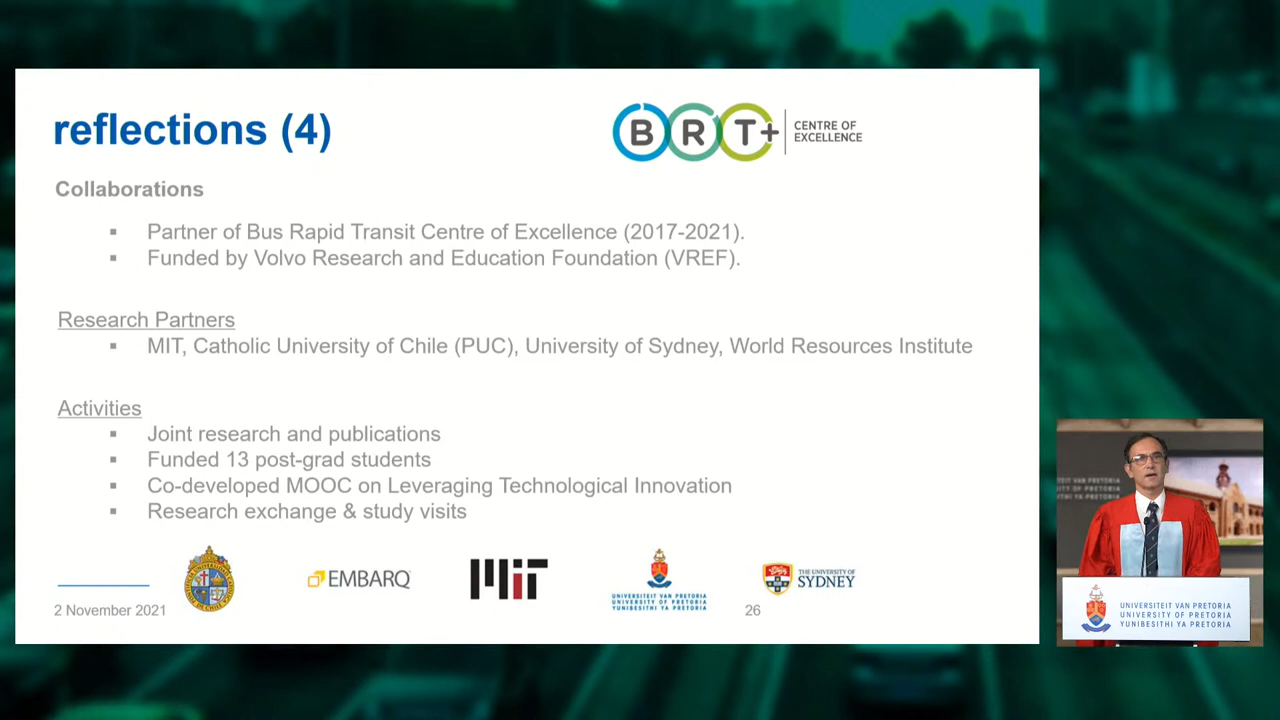 reflections (4)
BRT+
CENTRE OF
EXCELLENCE
Collaborations
▪ Partner of Bus Rapid Transit Centre of Excellence (2017-2021).
▪ Funded by Volvo Research and Education Foundation (VREF).
Research Partners
▪ MIT, Catholic University of Chile (PUC), University of Sydney, World Resources Institute
Activities
▪ Joint research and publications
▪ Funded 13 post-grad students
▪ Co-developed MOOC on Leveraging Technological Innovation
▪ Research exchange & study visits
EMBARQ
MIT
UNIVERSITEIT VAN PRETORIA
UNIVERSITY OF PRETORIA
YUNIBESITHI YA PRETORIA
THE UNIVERSITY OF
SYDNEY
2 November 2021
26
UNIVERSITEIT VAN PRETORIA
UNIVERSITY OF PRETORIA
YUNIBESITHI YA PRETORIA